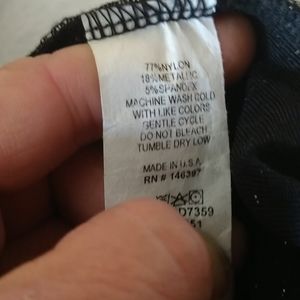 77%NYLON
18%METALLIC
5%SPANDEX
MACHINE WASH COLD
WITH LIKE COLORS
GENTLE CYCLE
DO NOT BLEACH
TUMBLE DRY LOW
MADE IN U.S.A.
RN # 146397
D7359
51